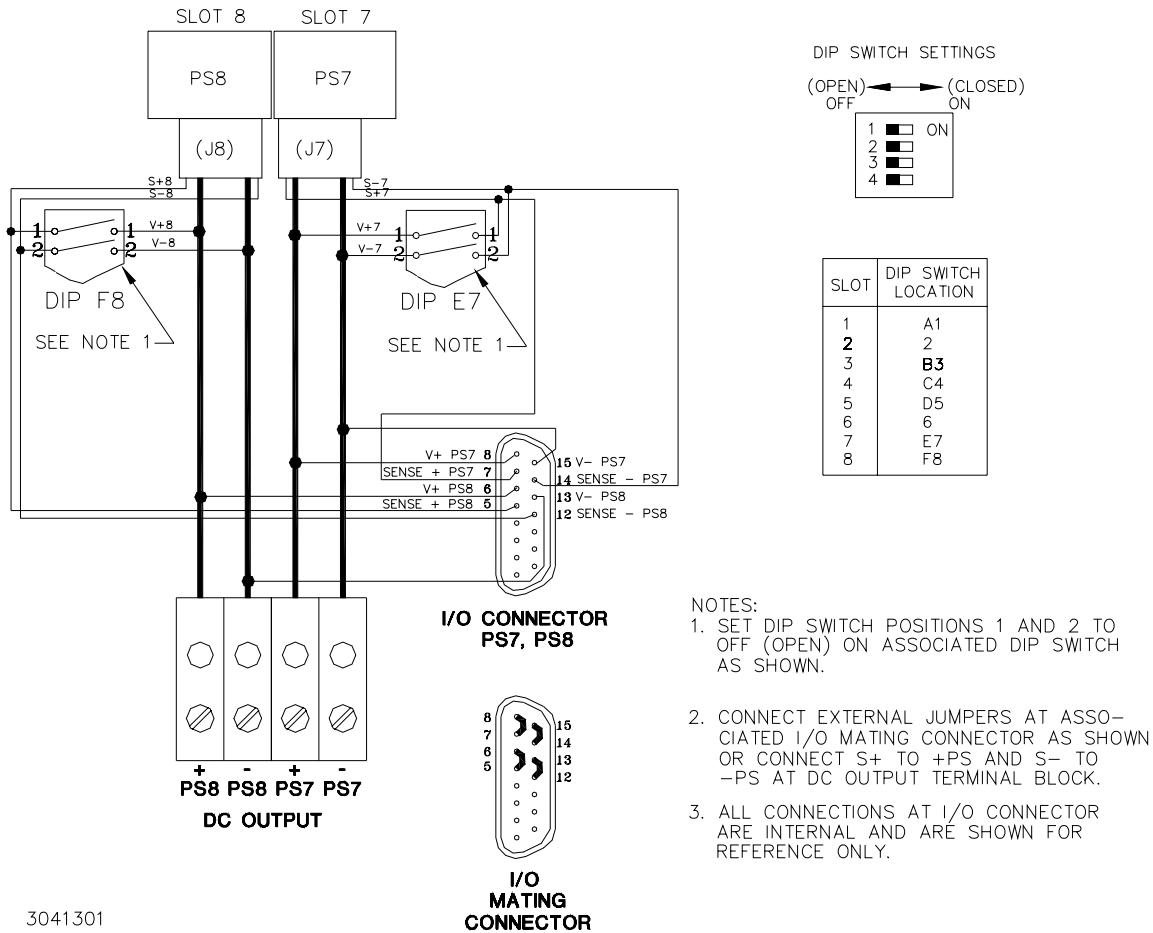 SLOT 8
SLOT 7
PS8
PS7
(J8)
(J7)
S+8
S-8
S-7
S+7
V+8
V-8
1
2
1
2
V+7
V-7
1
2
1
2
DIP F8
SEE NOTE 1
DIP E7
SEE NOTE 1
V+ PS7 8
SENSE + PS7 7
V+ PS8 6
SENSE + PS8 5
15 V- PS7
14 SENSE - PS7
13 V- PS8
12 SENSE - PS8
I/O CONNECTOR
PS7, PS8
+ - + -
PS8 PS8 PS7 PS7
DC OUTPUT
8
7
6
5
15
14
13
12
I/O
MATING
CONNECTOR
3041301
DIP SWITCH SETTINGS
(OPEN) (CLOSED)
OFF ON
1 ON
2
3
4
SLOT DIP SWITCH LOCATION
1 A1
2 2
3 B3
4 C4
5 D5
6 6
7 E7
8 F8
NOTES:
1. SET DIP SWITCH POSITIONS 1 AND 2 TO
OFF (OPEN) ON ASSOCIATED DIP SWITCH
AS SHOWN.
2. CONNECT EXTERNAL JUMPERS AT ASSO-
CIATED I/O MATING CONNECTOR AS SHOWN
OR CONNECT S+ TO +PS AND S- TO
-PS AT DC OUTPUT TERMINAL BLOCK.
3. ALL CONNECTIONS AT I/O CONNECTOR
ARE INTERNAL AND ARE SHOWN FOR
REFERENCE ONLY.